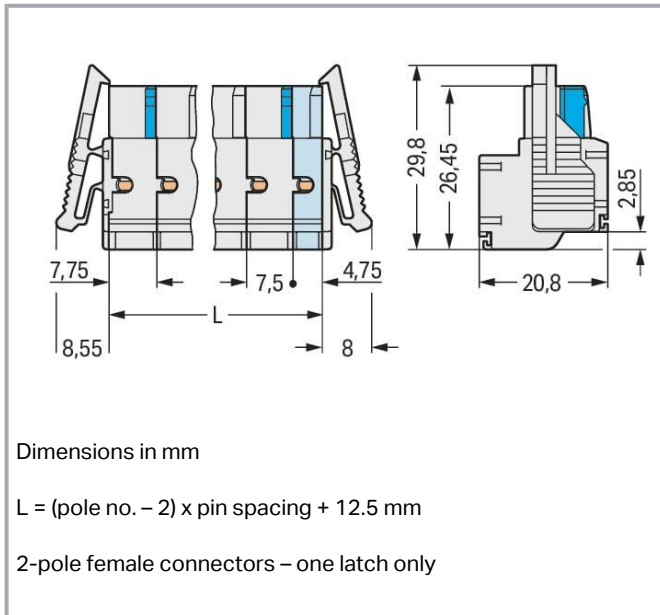 29,8
26,45
2,85
7,75
7,5
4,75
20,8
L
8,55
8
Dimensions in mm
L = (pole no. – 2) x pin spacing + 12.5 mm
2-pole female connectors – one latch only